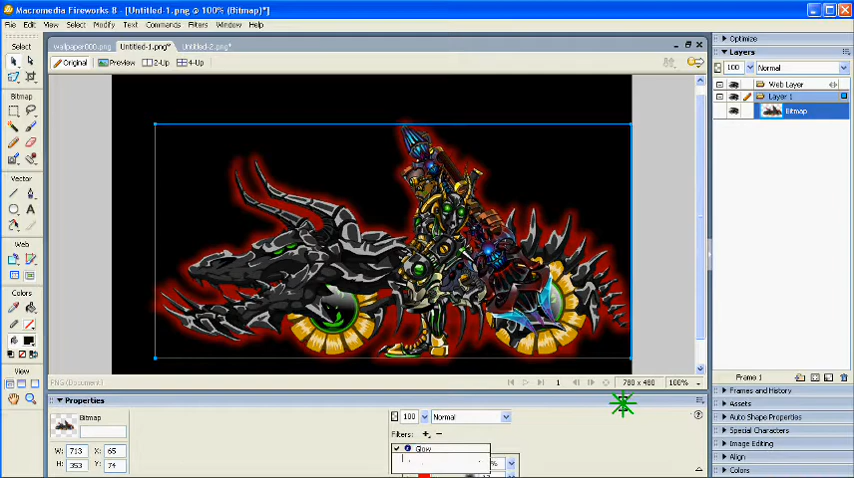 Macromedia Fireworks 8 - [Untitled-1.png @ 100% (Bitmap)*]
File Edit View Select Modify Text Commands Filters Window Help
wallpaper000.png Untitled-1.png* Untitled-2.png*
Original Preview 2-Up 4-Up
Select
Bitmap
Vector
Web
Colors
View
Optimize
Layers
100 Normal
Web Layer
Layer 1
Bitmap
Frame 1
Frames and History
Assets
Auto Shape Properties
Special Characters
Image Editing
Align
Colors
PNG (Document) 1 780 x 480 100%
Properties
Bitmap
W: 713 X: 65
H: 353 Y: 74
100 Normal
Filters: + -
Glow
%